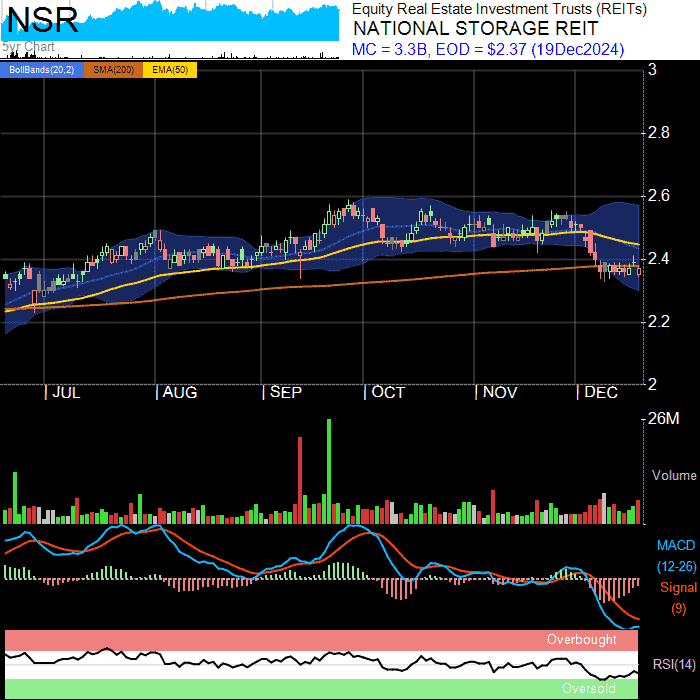 NSR
5yr Chart
Equity Real Estate Investment Trusts (REITs)
NATIONAL STORAGE REIT
MC = 3.3B, EOD = $2.37 (19Dec2024)
BollBands(20,2) SMA(200) EMA(50)
3
2.8
2.6
2.4
2.2
2
JUL AUG SEP OCT NOV DEC
26M
Volume
MACD
(12-26)
Signal
(9)
Overbought
RSI(14)
Oversold